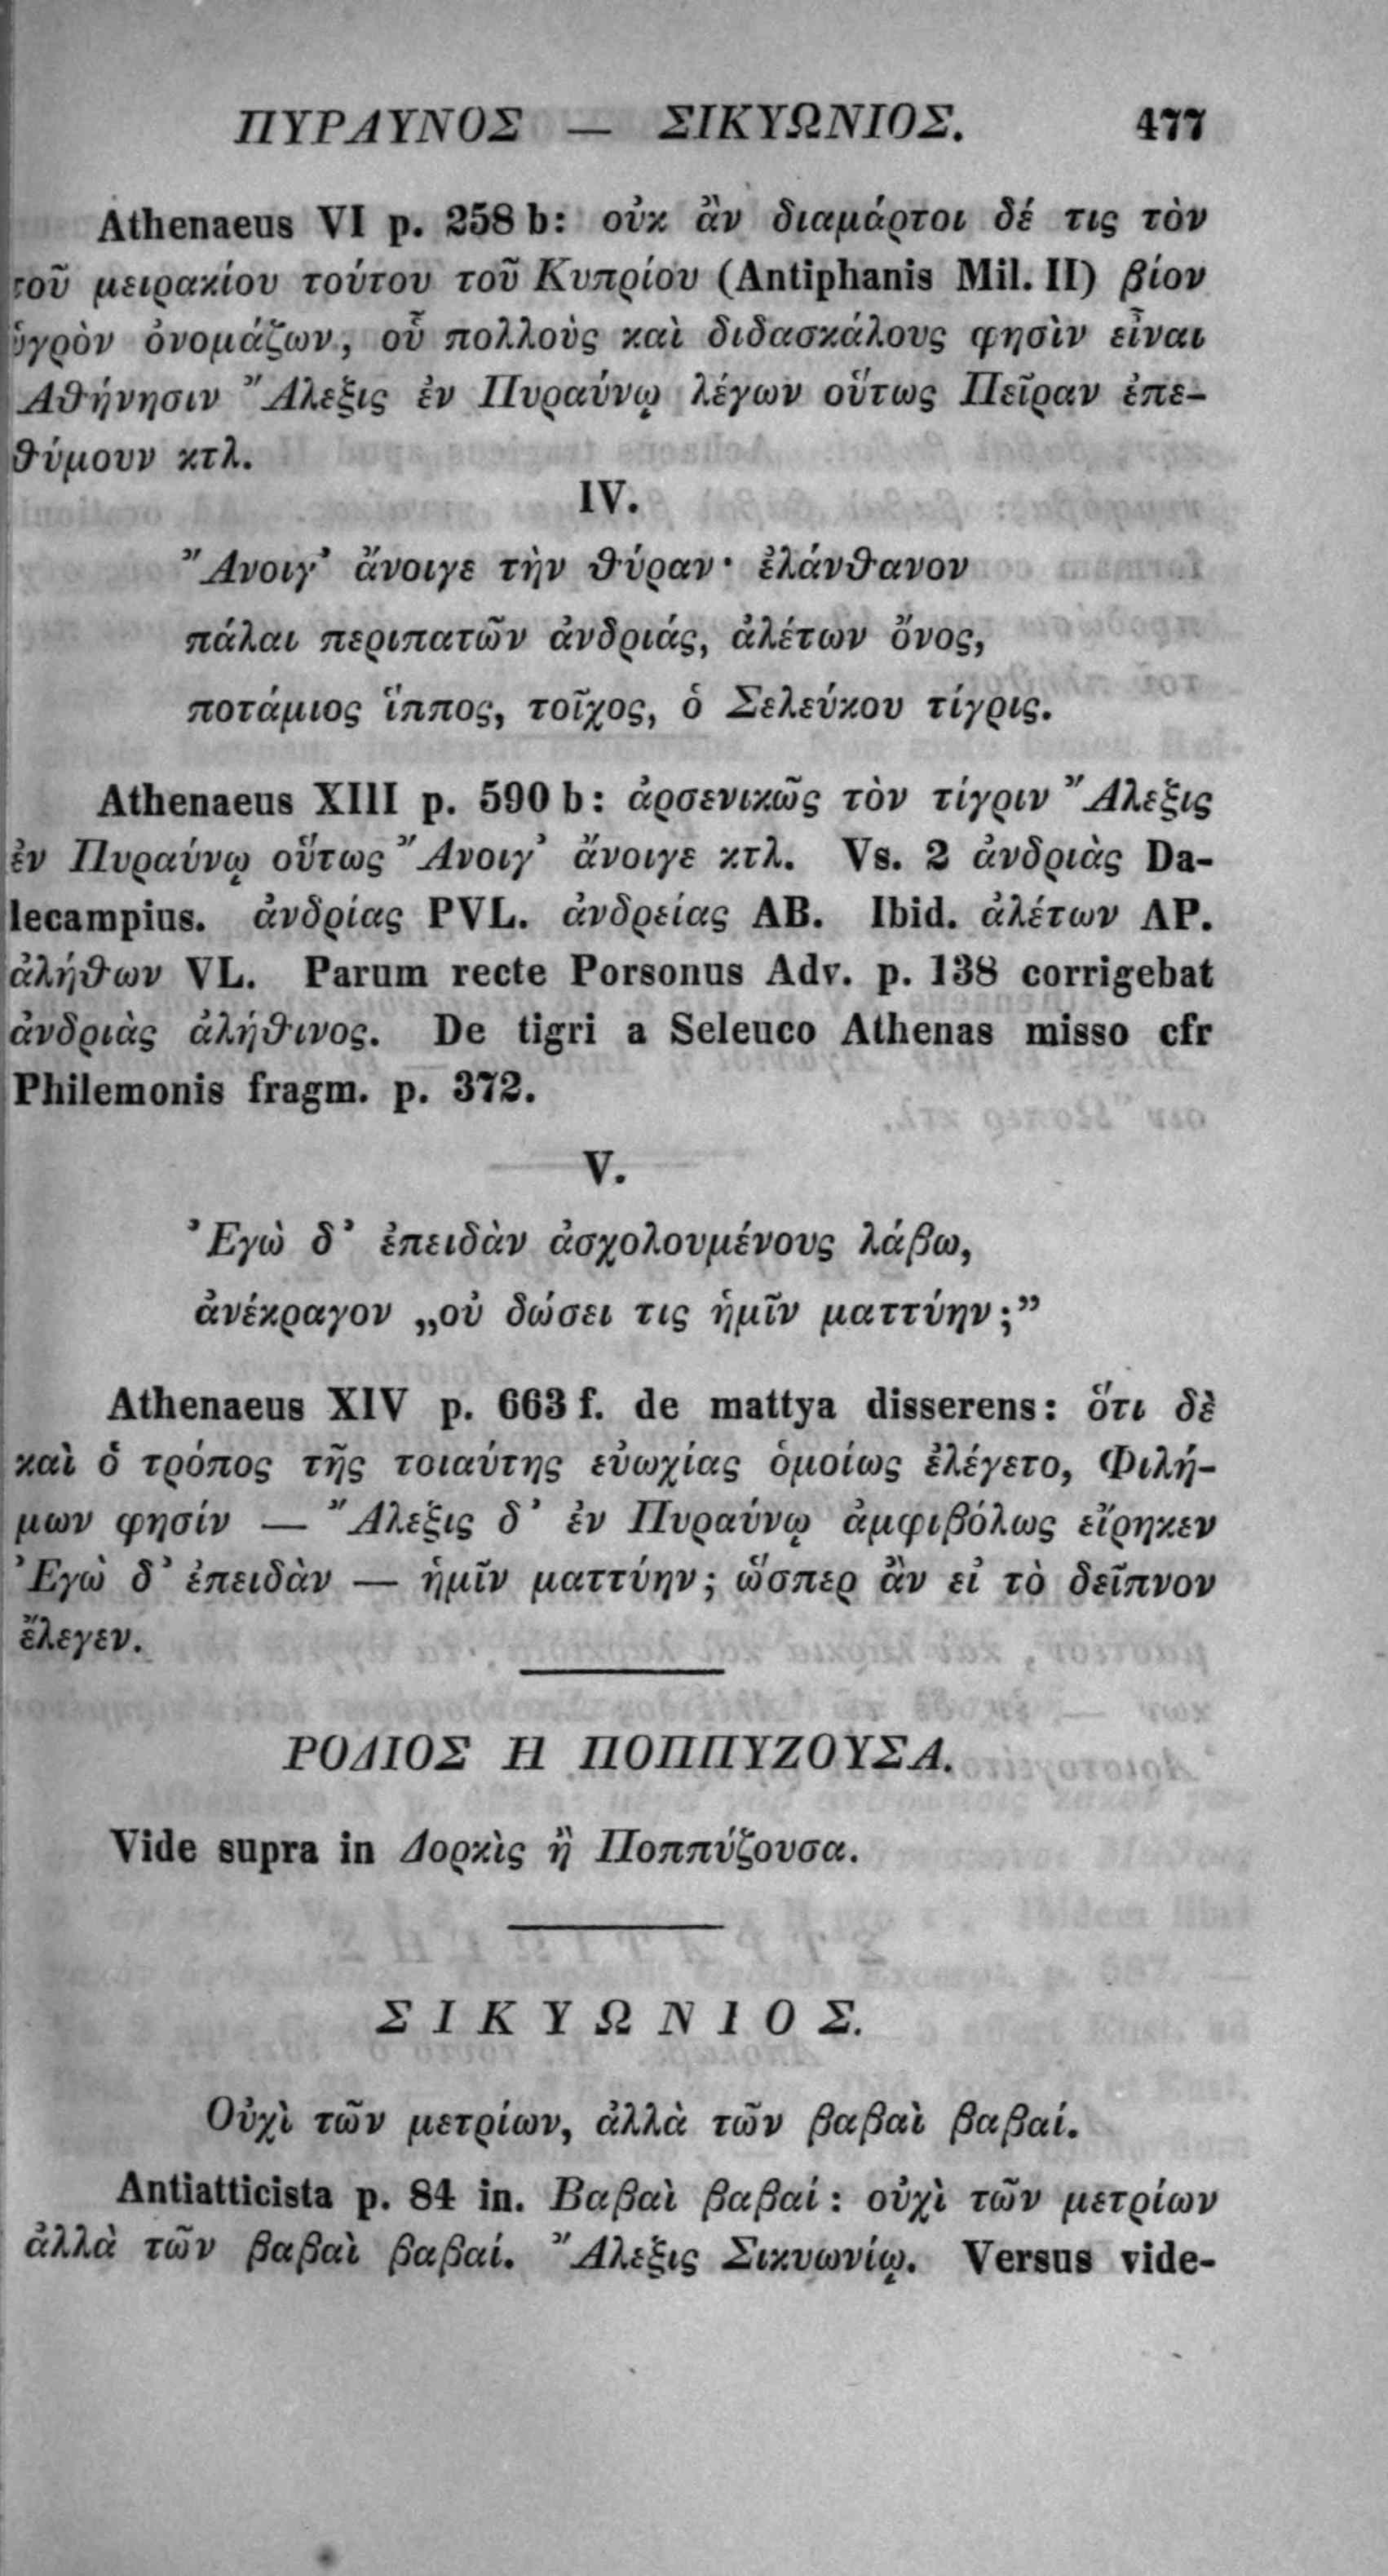 ΠΥΡΑΥΝΟΣ — ΣΙΚΥΩΝΙΟΣ. 477
Athenaeus VI p. 258 b: οὐκ ἂν διαμάρτοι δέ τις τὸν
τοῦ μειρακίου τούτου τοῦ Κυπρίου (Antiphanis Mil. II) βίον
ὑγρὸν ὀνομάζων, οὗ πολλοὺς καὶ διδασκάλους φησὶν εἶναι
Ἀθήνησιν Ἄλεξις ἐν Πυραύνῳ λέγων οὕτως Πεῖραν ἐπε-
θύμουν κτλ.
IV.
Ἄνοιγ’ ἄνοιγε τὴν θύραν· ἐλάνθανον
πάλαι περιπατῶν ἀνδριάς, ἀλέτων ὄνος,
ποτάμιος ἵππος, τοῖχος, ὁ Σελεύκου τίγρις.
Athenaeus XIII p. 590 b: ἀρσενικῶς τὸν τίγριν Ἄλεξις
ἐν Πυραύνῳ οὕτως Ἄνοιγ’ ἄνοιγε κτλ. Vs. 2 ἀνδριὰς Da-
lecampius. ἀνδρίας PVL. ἀνδρείας AB. Ibid. ἀλέτων AP.
ἀλήθων VL. Parum recte Porsonus Adv. p. 138 corrigebat
ἀνδριὰς ἀλήθινος. De tigri a Seleuco Athenas misso cfr
Philemonis fragm. p. 372.
V.
Ἐγὼ δ’ ἐπειδὰν ἀσχολουμένους λάβω,
ἀνέκραγον „οὐ δώσει τις ἡμῖν ματτύην;”
Athenaeus XIV p. 663 f. de mattya disserens: ὅτι δὲ
καὶ ὁ τρόπος τῆς τοιαύτης εὐωχίας ὁμοίως ἐλέγετο, Φιλή-
μων φησίν — Ἄλεξις δ’ ἐν Πυραύνῳ ἀμφιβόλως εἴρηκεν
Ἐγὼ δ’ ἐπειδὰν — ἡμῖν ματτύην; ὥσπερ ἂν εἰ τὸ δεῖπνον
ἔλεγεν.
ΡΟΔΙΟΣ Η ΠΟΠΠΥΖΟΥΣΑ.
Vide supra in Δορκὶς ἢ Ποππύζουσα.
ΣΙΚΥΩΝΙΟΣ.
Οὐχὶ τῶν μετρίων, ἀλλὰ τῶν βαβαὶ βαβαί.
Antiatticista p. 84 in. Βαβαὶ βαβαί: οὐχὶ τῶν μετρίων
ἀλλὰ τῶν βαβαὶ βαβαί. Ἄλεξις Σικυωνίῳ. Versus vide-